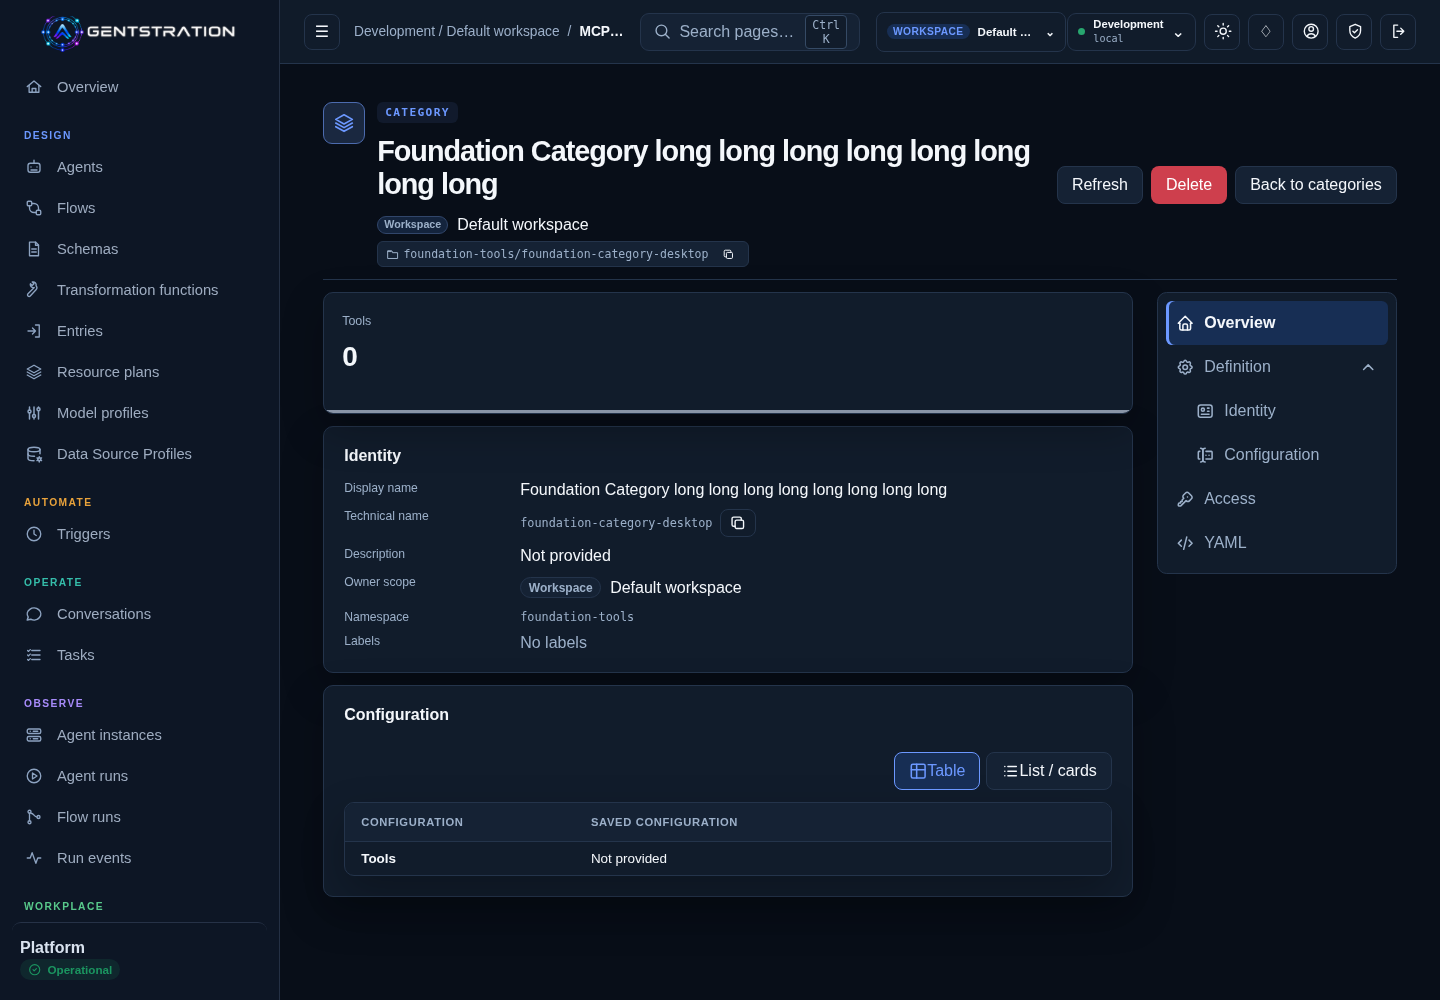 GENTSTRATION
Overview
DESIGN
Agents
Flows
Schemas
Transformation functions
Entries
Resource plans
Model profiles
Data Source Profiles
AUTOMATE
Triggers
OPERATE
Conversations
Tasks
OBSERVE
Agent instances
Agent runs
Flow runs
Run events
WORKPLACE
Platform
Operational
Development / Default workspace / MCP...
Search pages... Ctrl K
WORKSPACE Default ...
Development
local
CATEGORY
Foundation Category long long long long long long
long long
Workspace Default workspace
foundation-tools/foundation-category-desktop
Refresh Delete Back to categories
Tools
0
Identity
Display name Foundation Category long long long long long long long long
Technical name foundation-category-desktop
Description Not provided
Owner scope Workspace Default workspace
Namespace foundation-tools
Labels No labels
Configuration
Table List / cards
CONFIGURATION SAVED CONFIGURATION
Tools Not provided
Overview
Definition
Identity
Configuration
Access
YAML